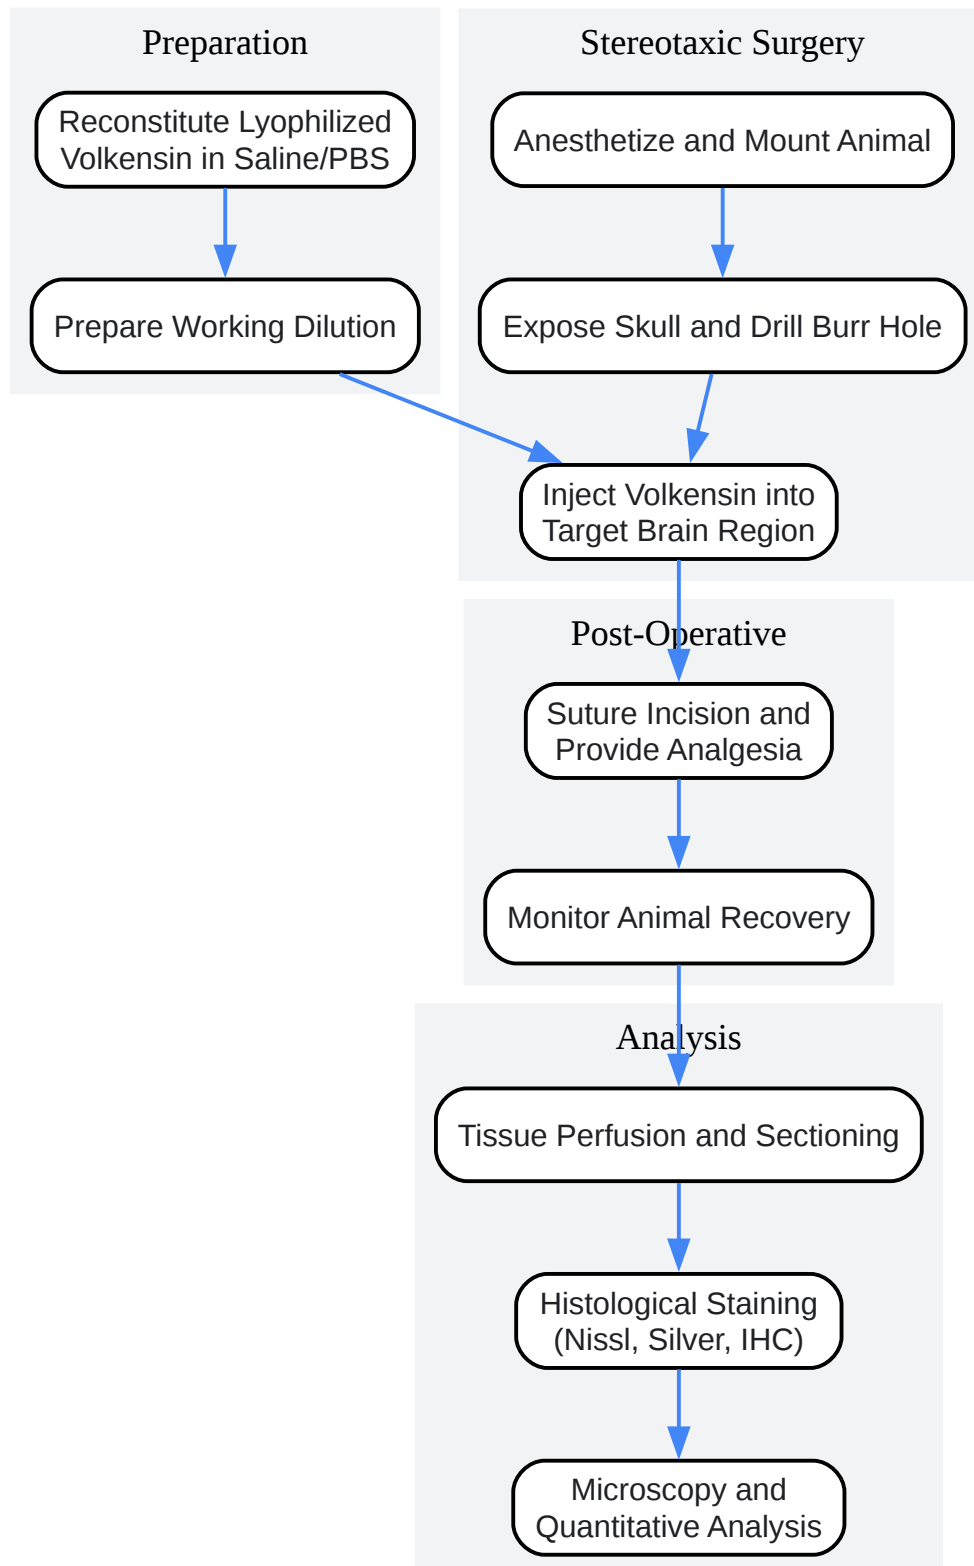 Preparation
Reconstitute Lyophilized
Volkensin in Saline/PBS
Prepare Working Dilution
Stereotaxic Surgery
Anesthetize and Mount Animal
Expose Skull and Drill Burr Hole
Inject Volkensin into
Target Brain Region
Post-Operative
Suture Incision and
Provide Analgesia
Monitor Animal Recovery
Analysis
Tissue Perfusion and Sectioning
Histological Staining
(Nissl, Silver, IHC)
Microscopy and
Quantitative Analysis